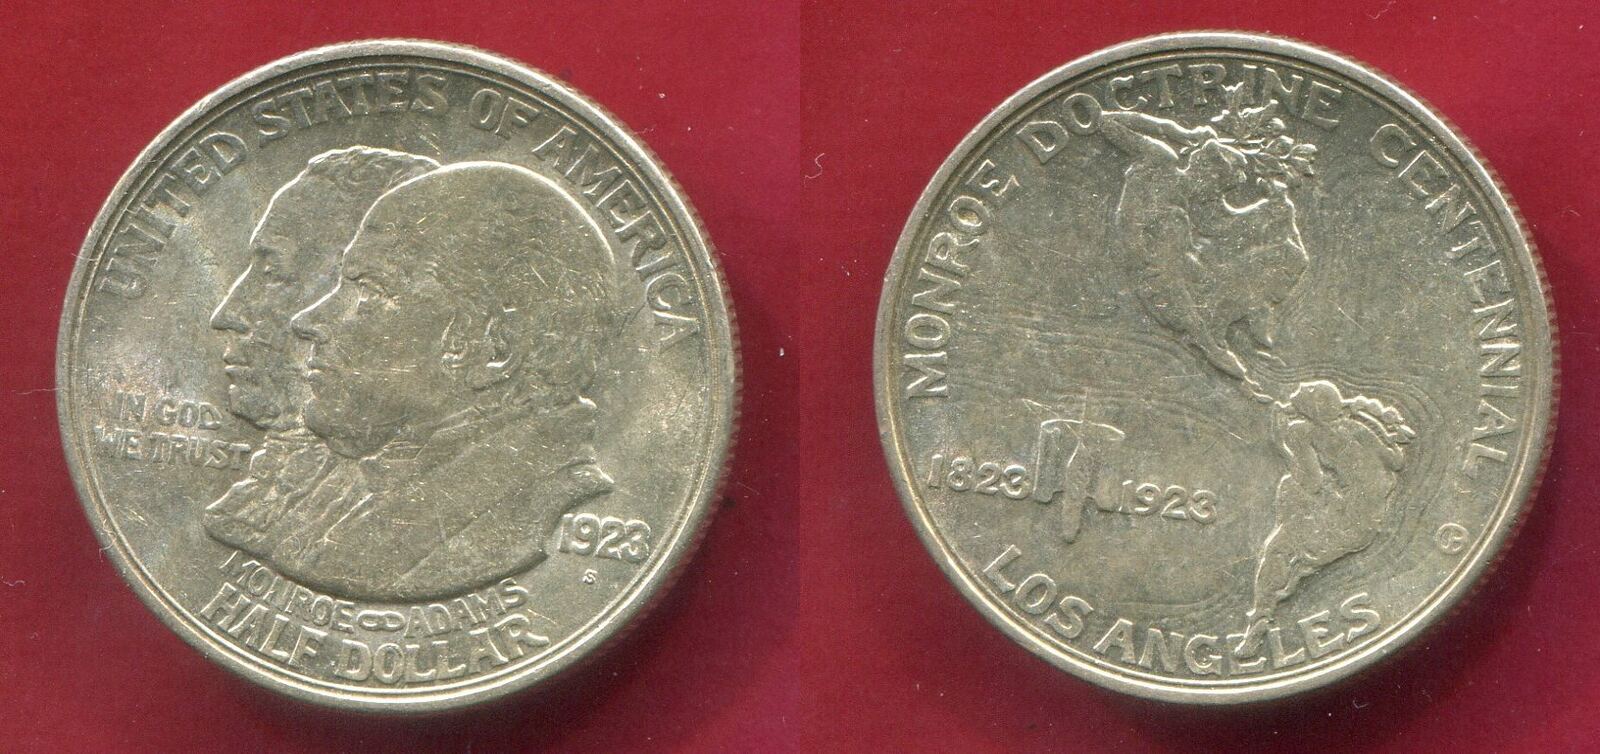 UNITED STATES OF AMERICA
IN GOD
WE TRUST
1923
S
MONROE ADAMS
HALF DOLLAR
MONROE DOCTRINE CENTENNIAL
1823 1923
LOS ANGELES